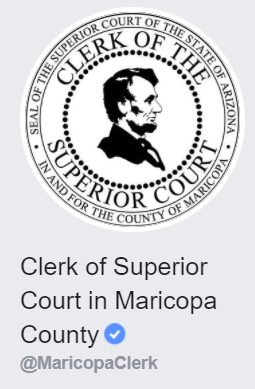 SEAL OF THE SUPERIOR COURT OF THE STATE OF ARIZONA
CLERK OF THE
SUPERIOR COURT
IN AND FOR THE COUNTY OF MARICOPA
Clerk of Superior
Court in Maricopa
County
@MaricopaClerk